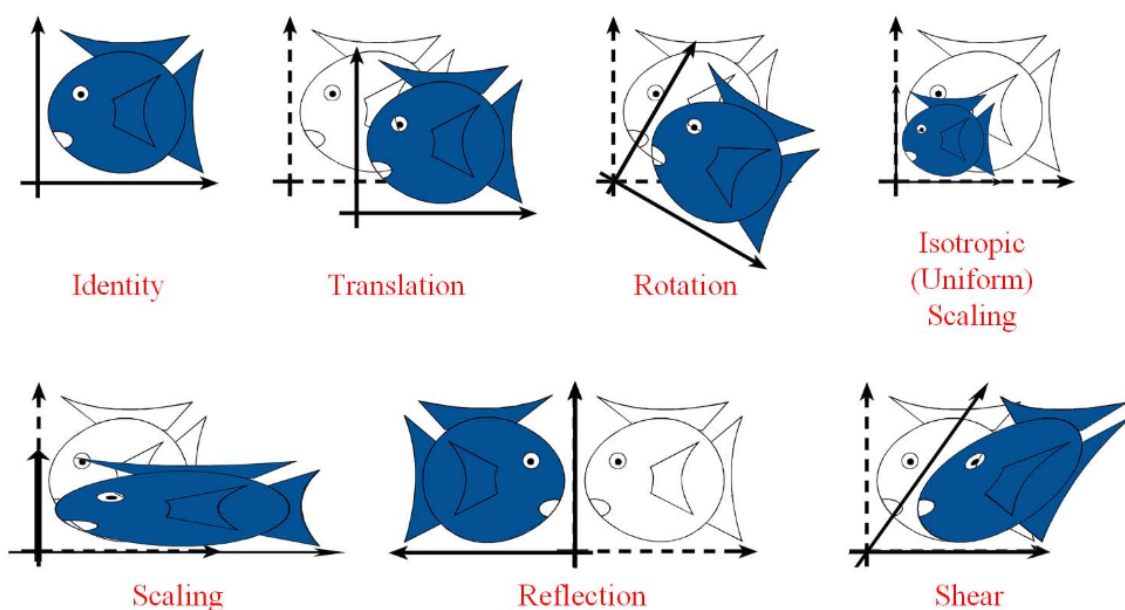 Identity
Translation
Rotation
Isotropic
(Uniform)
Scaling
Scaling
Reflection
Shear